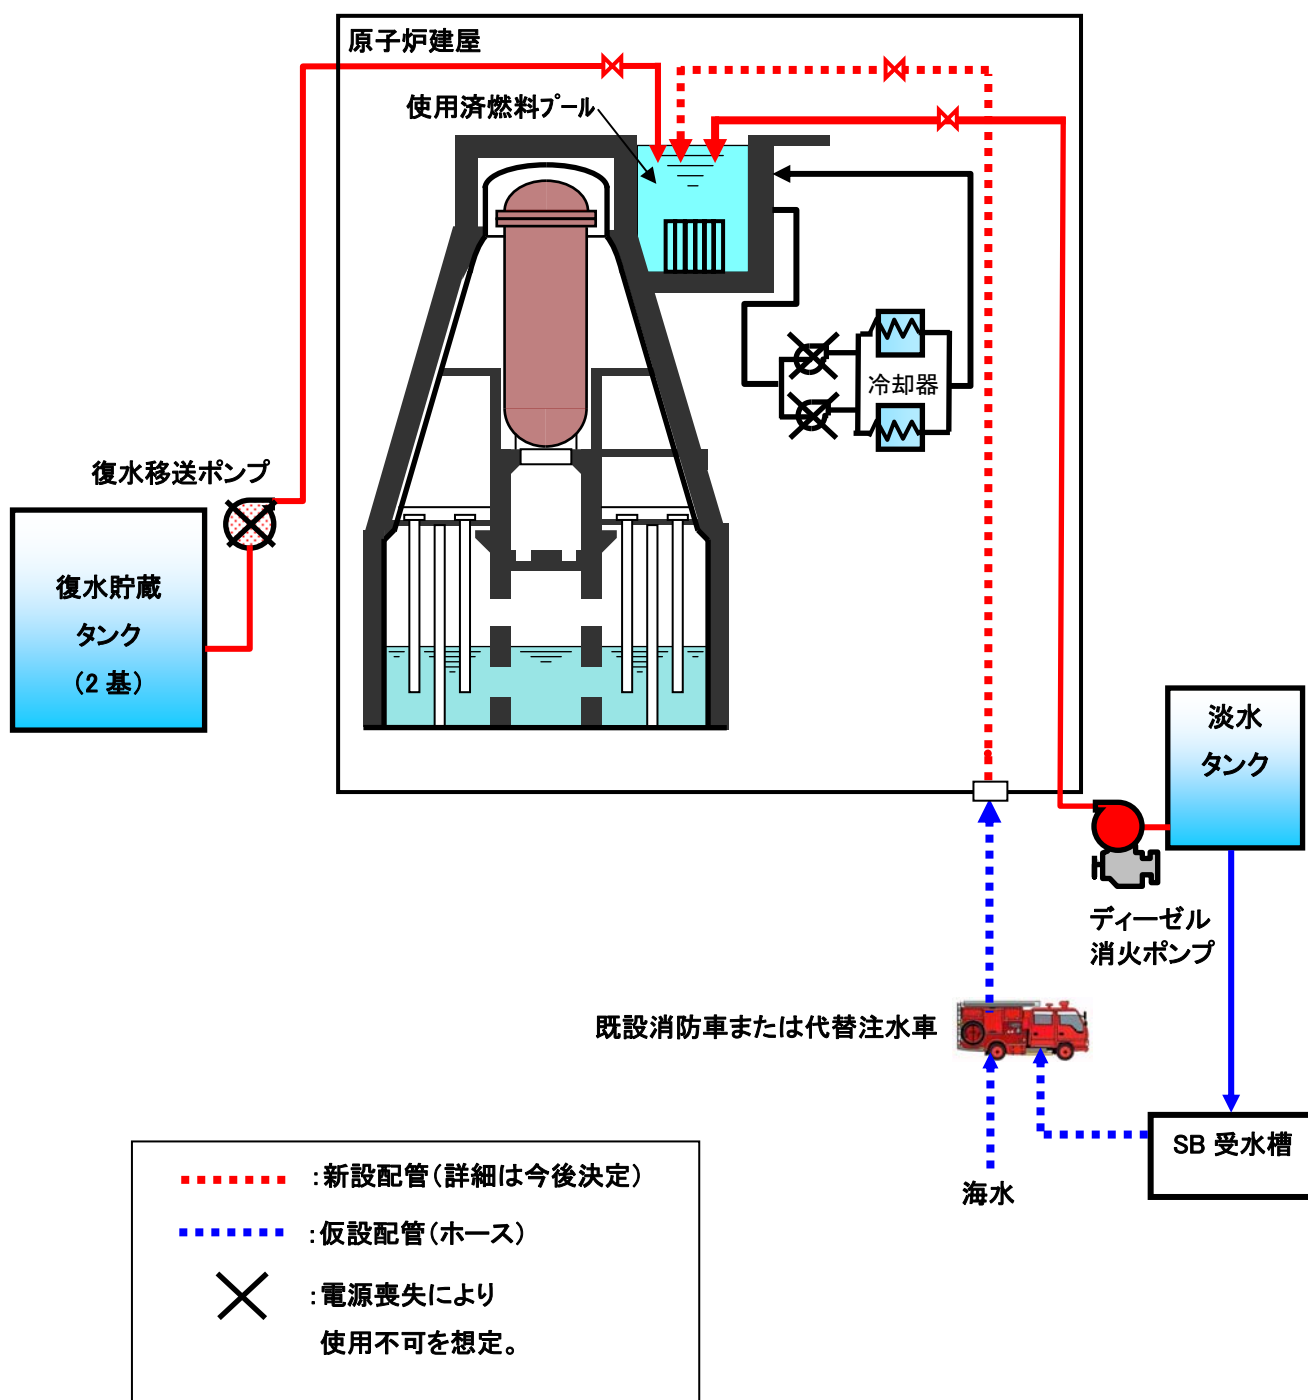 原子炉建屋
使用済燃料プール
冷却器
復水移送ポンプ
復水貯蔵
タンク
(2 基)
淡水
タンク
ディーゼル
消火ポンプ
既設消防車または代替注水車
SB 受水槽
海水
:新設配管(詳細は今後決定)
:仮設配管(ホース)
:電源喪失により
使用不可を想定。